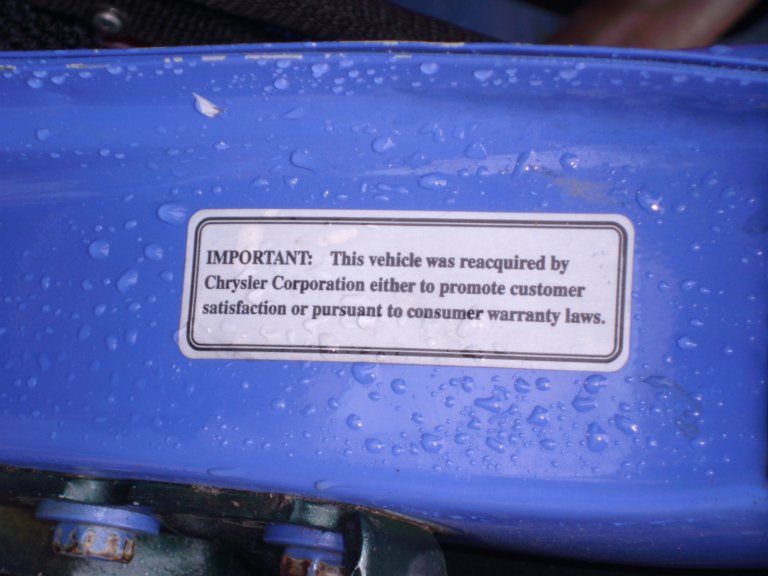 IMPORTANT: This vehicle was reacquired by
Chrysler Corporation either to promote customer
satisfaction or pursuant to consumer warranty laws.